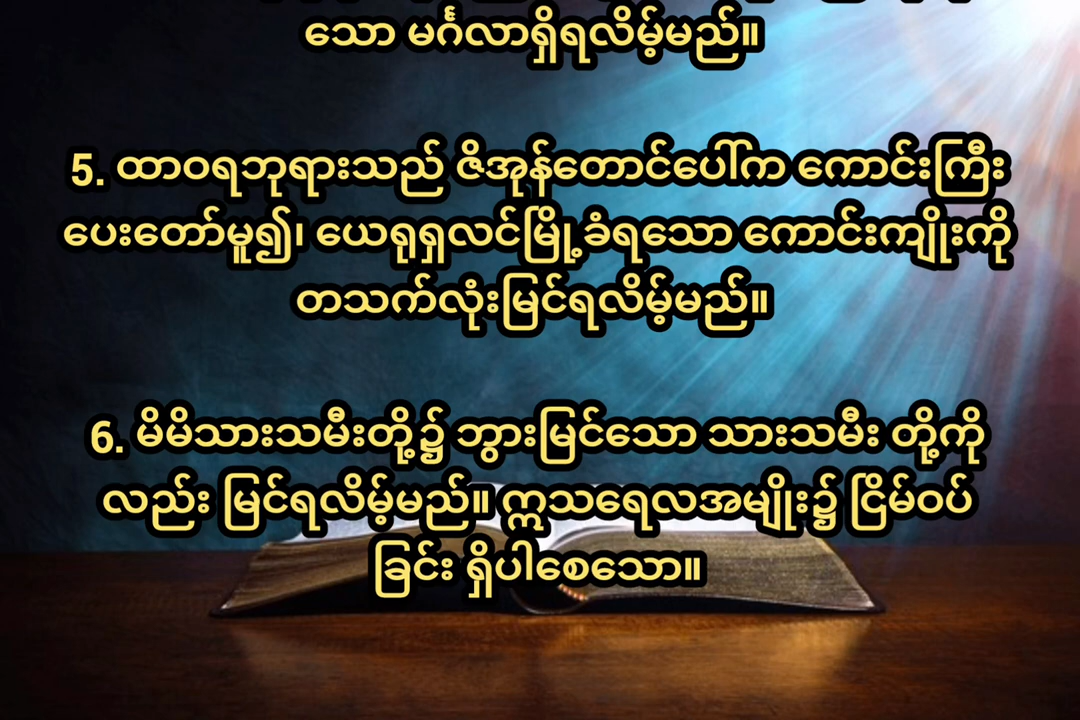 သော မင်္ဂလာရှိရလိမ့်မည်။
5. ထာဝရဘုရားသည် ဇိအုန်တောင်ပေါ်က ကောင်းကြီး
ပေးတော်မူ၍၊ ယေရုရှလင်မြို့ခံရသော ကောင်းကျိုးကို
တသက်လုံးမြင်ရလိမ့်မည်။
6. မိမိသားသမီးတို့၌ ဘွားမြင်သော သားသမီး တို့ကို
လည်း မြင်ရလိမ့်မည်။ ဣသရေလအမျိုး၌ ငြိမ်ဝပ်
ခြင်း ရှိပါစေသော။